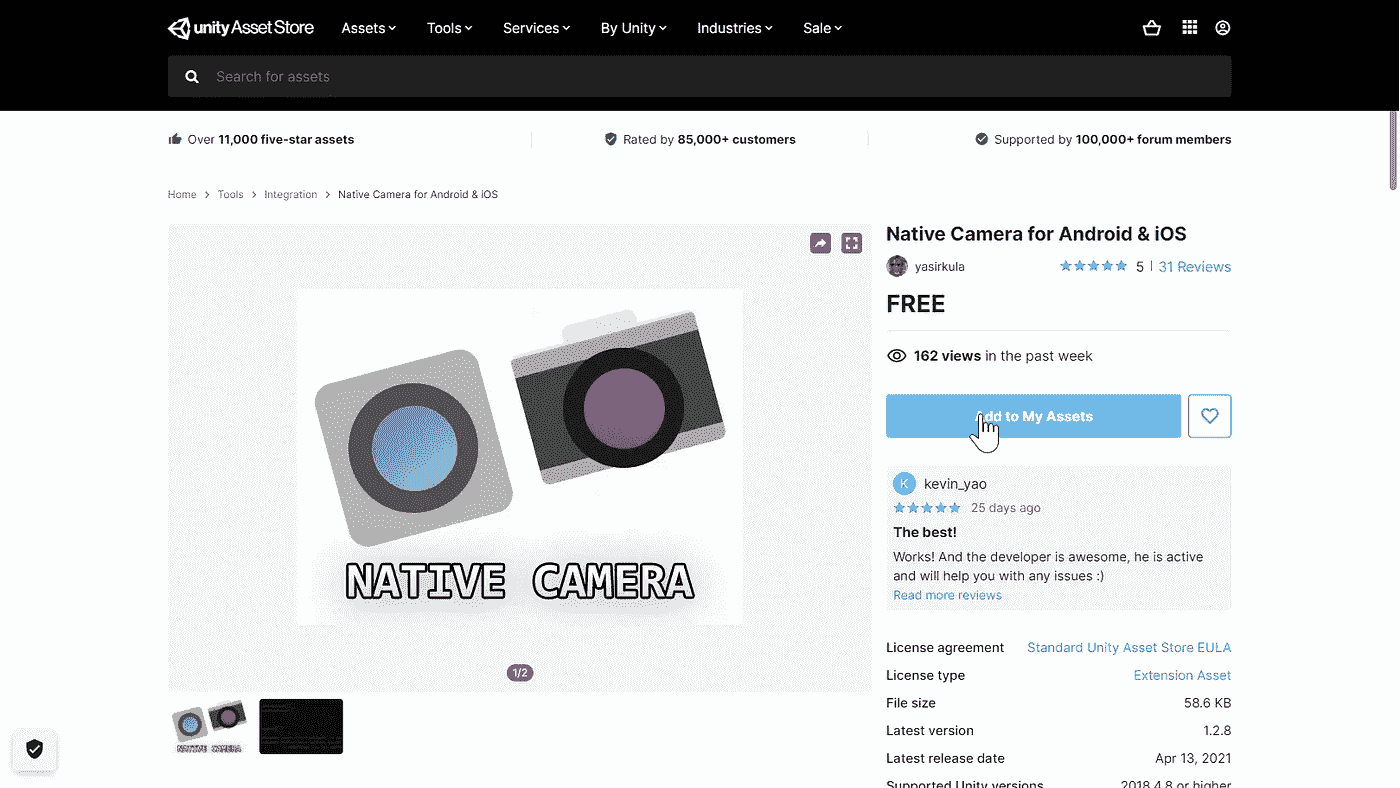 unity Asset Store
Assets
Tools
Services
By Unity
Industries
Sale
Search for assets
Over 11,000 five-star assets
Rated by 85,000+ customers
Supported by 100,000+ forum members
Home > Tools > Integration > Native Camera for Android & iOS
NATIVE CAMERA
1/2
NATIVE CAMERA
Native Camera for Android & iOS
yasirkula
5 | 31 Reviews
FREE
162 views in the past week
Add to My Assets
K kevin_yao
25 days ago
The best!
Works! And the developer is awesome, he is active
and will help you with any issues :)
Read more reviews
License agreement Standard Unity Asset Store EULA
License type Extension Asset
File size 58.6 KB
Latest version 1.2.8
Latest release date Apr 13, 2021
Supported Unity versions 2018.4.8 or higher